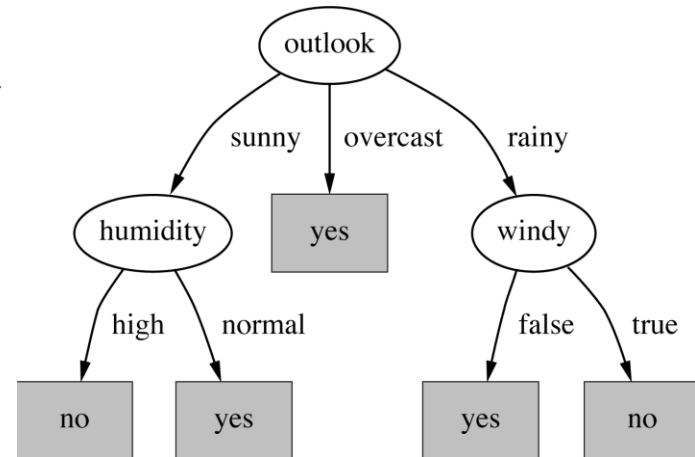 outlook
sunny overcast rainy
humidity yes windy
high normal false true
no yes yes no